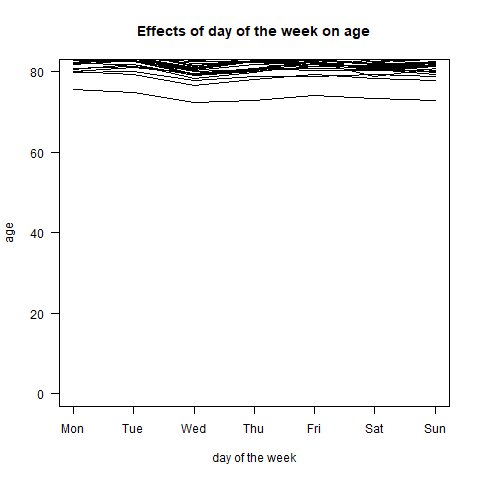 Effects of day of the week on age
80
60
40
20
0
age
Mon Tue Wed Thu Fri Sat Sun
day of the week